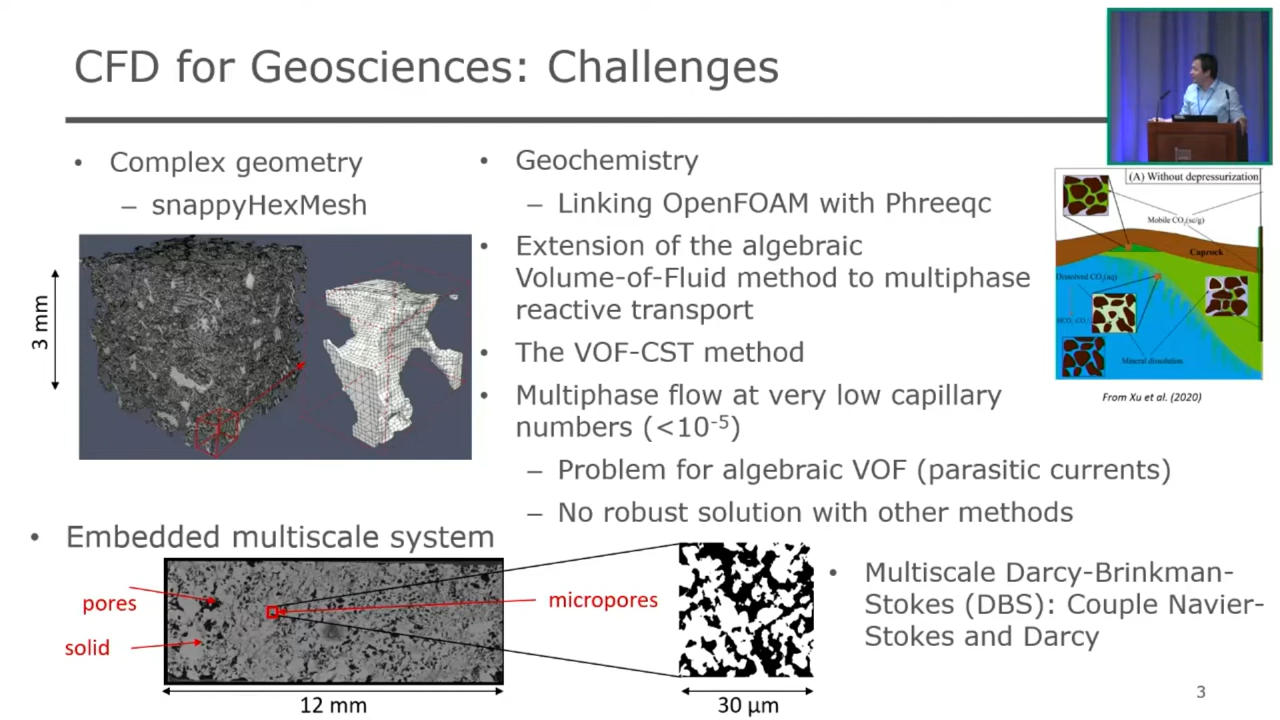 CFD for Geosciences: Challenges
• Complex geometry
– snappyHexMesh
3 mm
• Geochemistry
– Linking OpenFOAM with Phreeqc
• Extension of the algebraic
Volume-of-Fluid method to multiphase
reactive transport
• The VOF-CST method
• Multiphase flow at very low capillary
numbers (<10⁻⁵)
– Problem for algebraic VOF (parasitic currents)
– No robust solution with other methods
(A) Without depressurization
Mobile CO₂(sc/g)
Caprock
Dissolved CO₂(aq)
Mineral dissolution
From Xu et al. (2020)
• Embedded multiscale system
pores
solid
micropores
12 mm
30 μm
• Multiscale Darcy-Brinkman-
Stokes (DBS): Couple Navier-
Stokes and Darcy
3